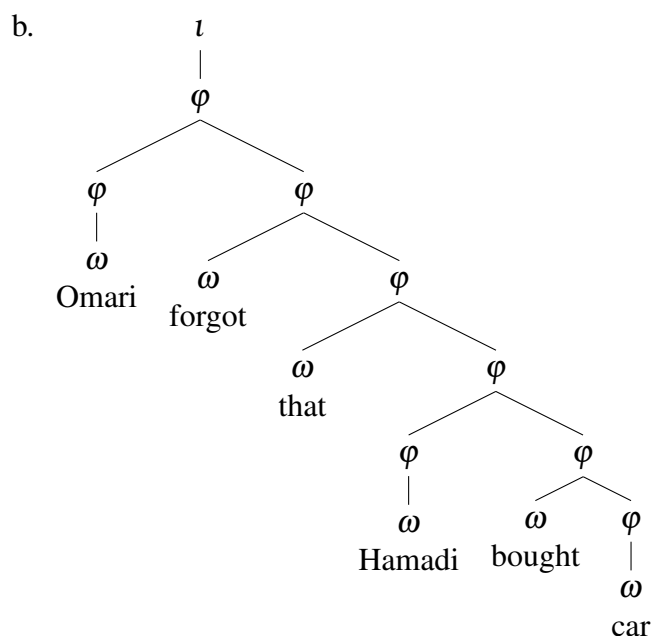 b. ι
φ
φ φ
ω ω φ
Omari forgot
ω φ
that
φ φ
ω ω φ
Hamadi bought
ω
car